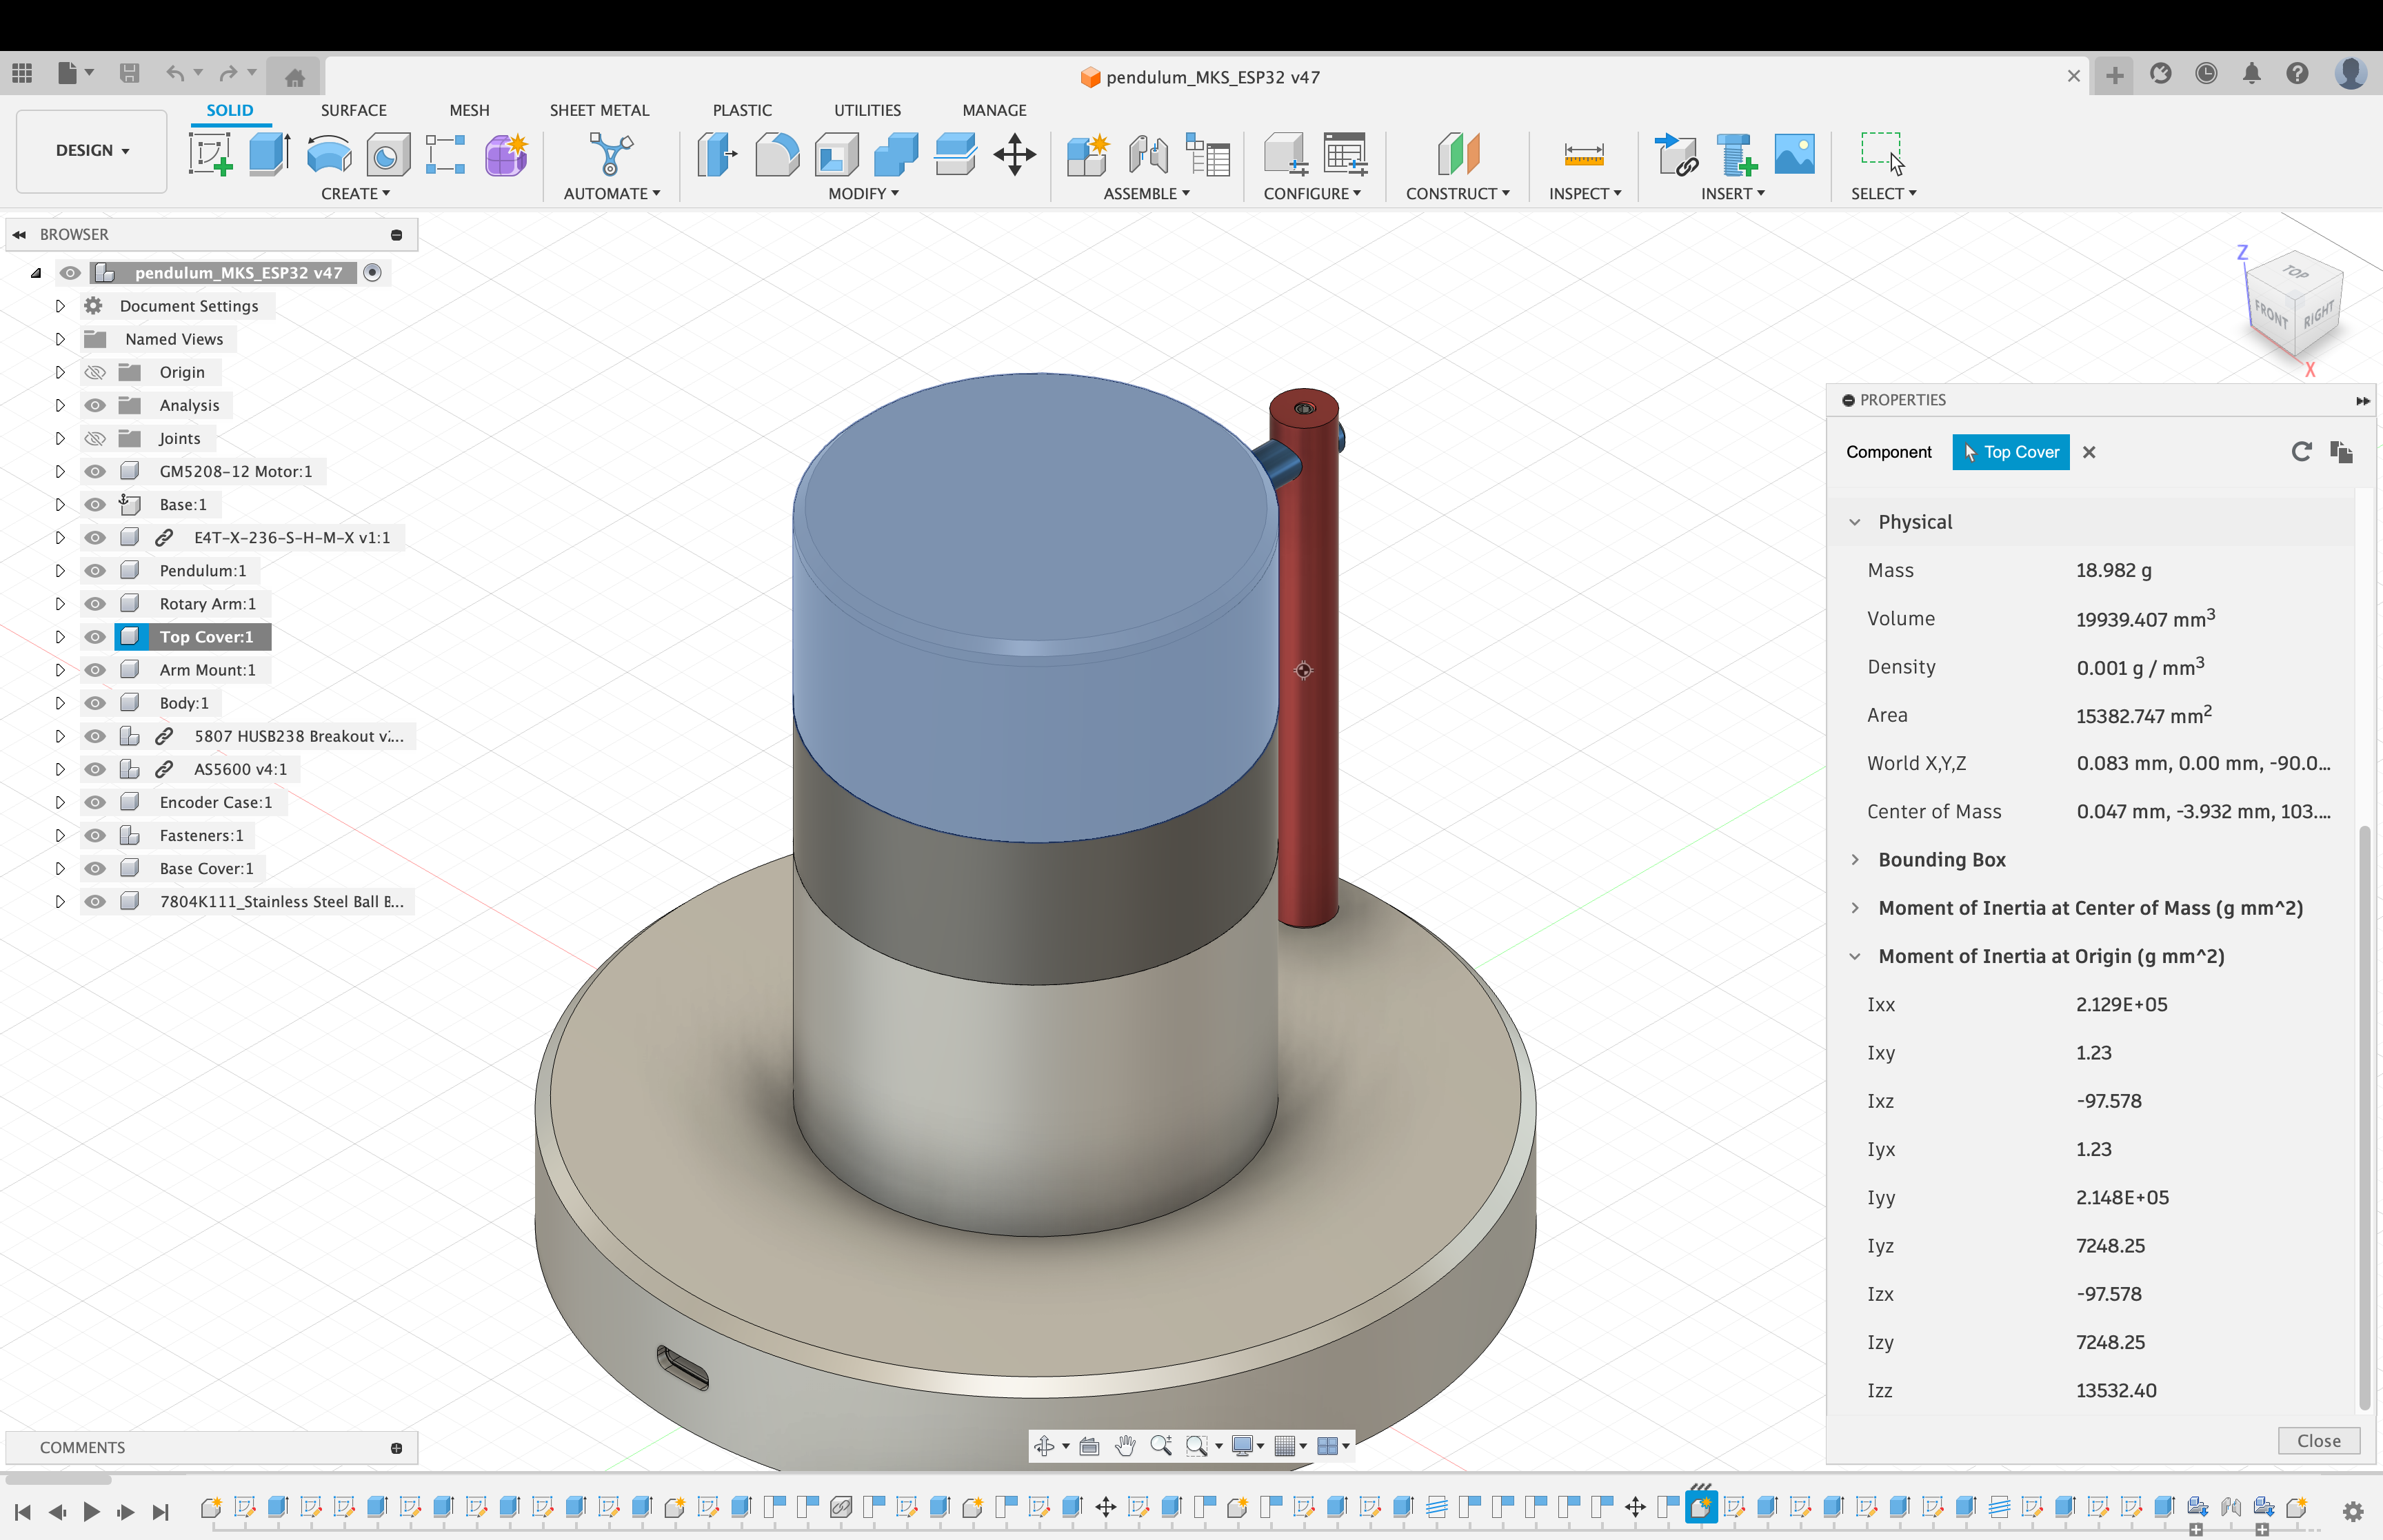 pendulum_MKS_ESP32 v47
SOLID SURFACE MESH SHEET METAL PLASTIC UTILITIES MANAGE
DESIGN
CREATE AUTOMATE MODIFY ASSEMBLE CONFIGURE CONSTRUCT INSPECT INSERT SELECT
BROWSER
pendulum_MKS_ESP32 v47
Document Settings
Named Views
Origin
Analysis
Joints
GM5208-12 Motor:1
Base:1
E4T-X-236-S-H-M-X v1:1
Pendulum:1
Rotary Arm:1
Top Cover:1
Arm Mount:1
Body:1
5807 HUSB238 Breakout v:...
AS5600 v4:1
Encoder Case:1
Fasteners:1
Base Cover:1
7804K111_Stainless Steel Ball B...
COMMENTS
Z
TOP
FRONT
RIGHT
X
PROPERTIES
Component Top Cover
Physical
Mass 18.982 g
Volume 19939.407 mm3
Density 0.001 g / mm3
Area 15382.747 mm2
World X,Y,Z 0.083 mm, 0.00 mm, -90.0...
Center of Mass 0.047 mm, -3.932 mm, 103....
Bounding Box
Moment of Inertia at Center of Mass (g mm^2)
Moment of Inertia at Origin (g mm^2)
Ixx 2.129E+05
Ixy 1.23
Ixz -97.578
Iyx 1.23
Iyy 2.148E+05
Iyz 7248.25
Izx -97.578
Izy 7248.25
Izz 13532.40
Close